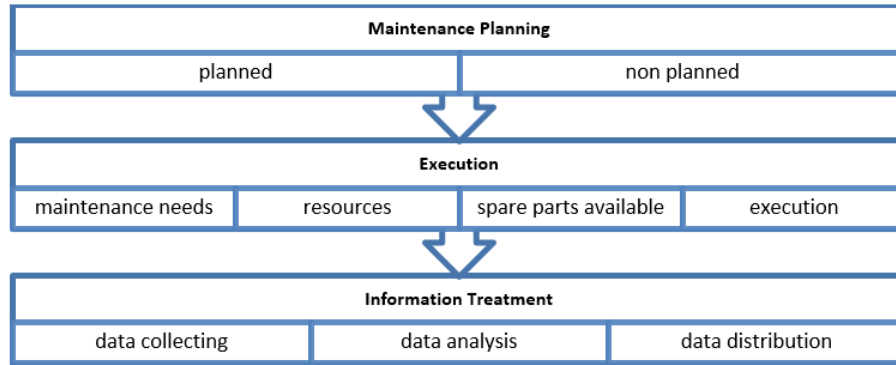 Maintenance Planning
planned non planned
Execution
maintenance needs resources spare parts available execution
Information Treatment
data collecting data analysis data distribution